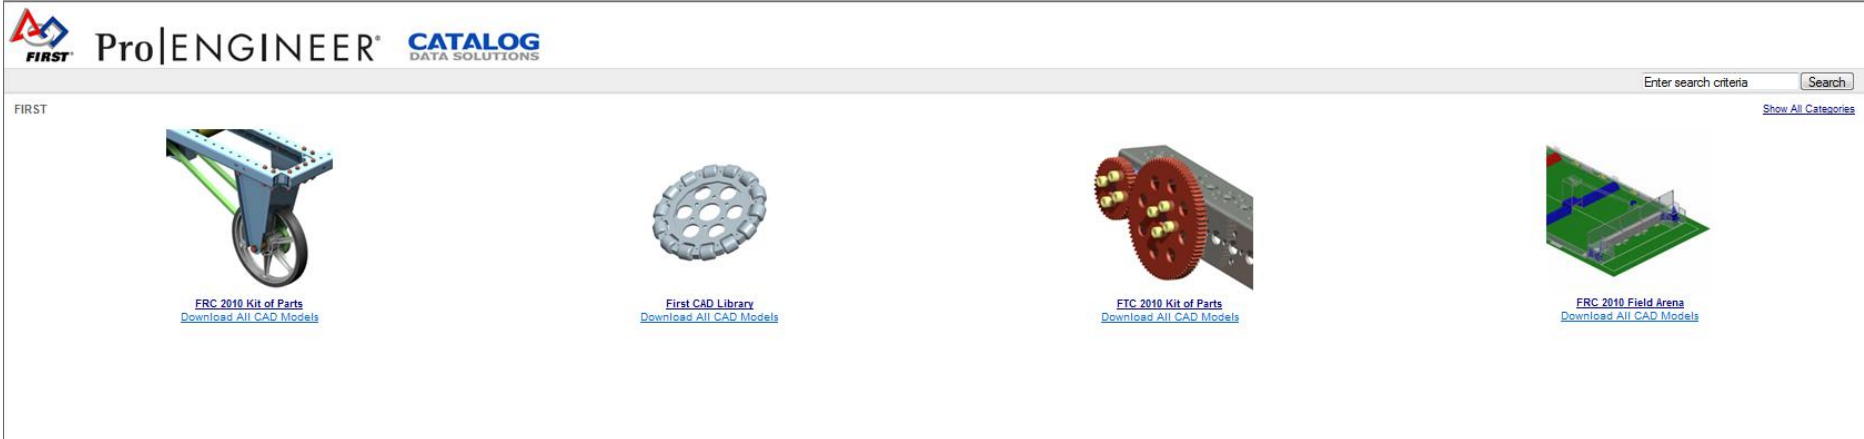 FIRST®
Pro|ENGINEER®
CATALOG
DATA SOLUTIONS
Enter search criteria
Search
FIRST
Show All Categories
FRC 2010 Kit of Parts
Download All CAD Models
First CAD Library
Download All CAD Models
FTC 2010 Kit of Parts
Download All CAD Models
FRC 2010 Field Arena
Download All CAD Models